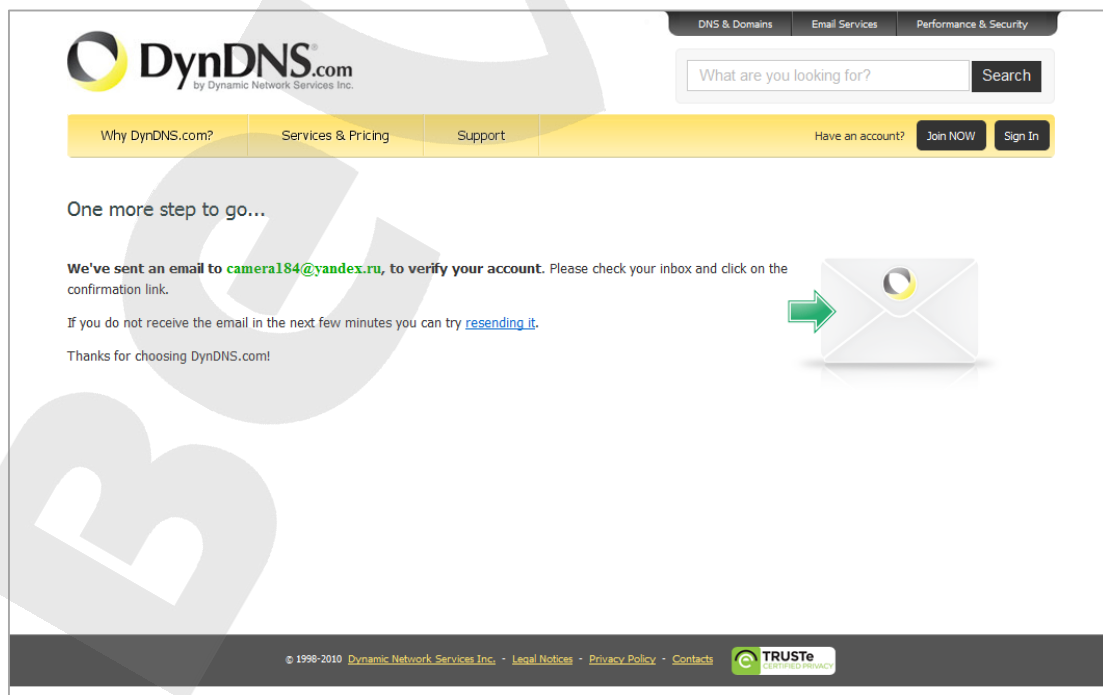 DNS & Domains Email Services Performance & Security
DynDNS.com
by Dynamic Network Services Inc.
What are you looking for? Search
Why DynDNS.com? Services & Pricing Support Have an account? Join NOW Sign In
One more step to go...
We've sent an email to camera184@yandex.ru, to verify your account. Please check your inbox and click on the
confirmation link.
If you do not receive the email in the next few minutes you can try resending it.
Thanks for choosing DynDNS.com!
© 1998-2010 Dynamic Network Services Inc. - Legal Notices - Privacy Policy - Contacts
TRUSTe
CERTIFIED PRIVACY